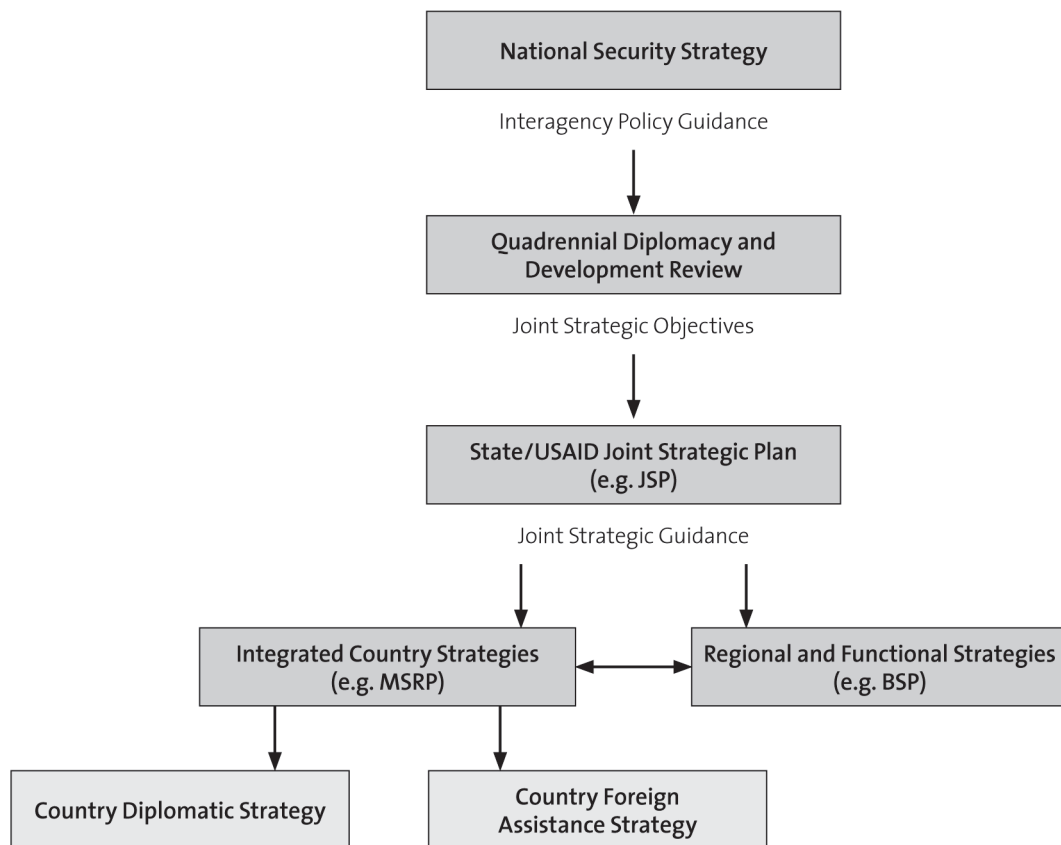 National Security Strategy
Interagency Policy Guidance
Quadrennial Diplomacy and
Development Review
Joint Strategic Objectives
State/USAID Joint Strategic Plan
(e.g. JSP)
Joint Strategic Guidance
Integrated Country Strategies
(e.g. MSRP)
Regional and Functional Strategies
(e.g. BSP)
Country Diplomatic Strategy
Country Foreign
Assistance Strategy